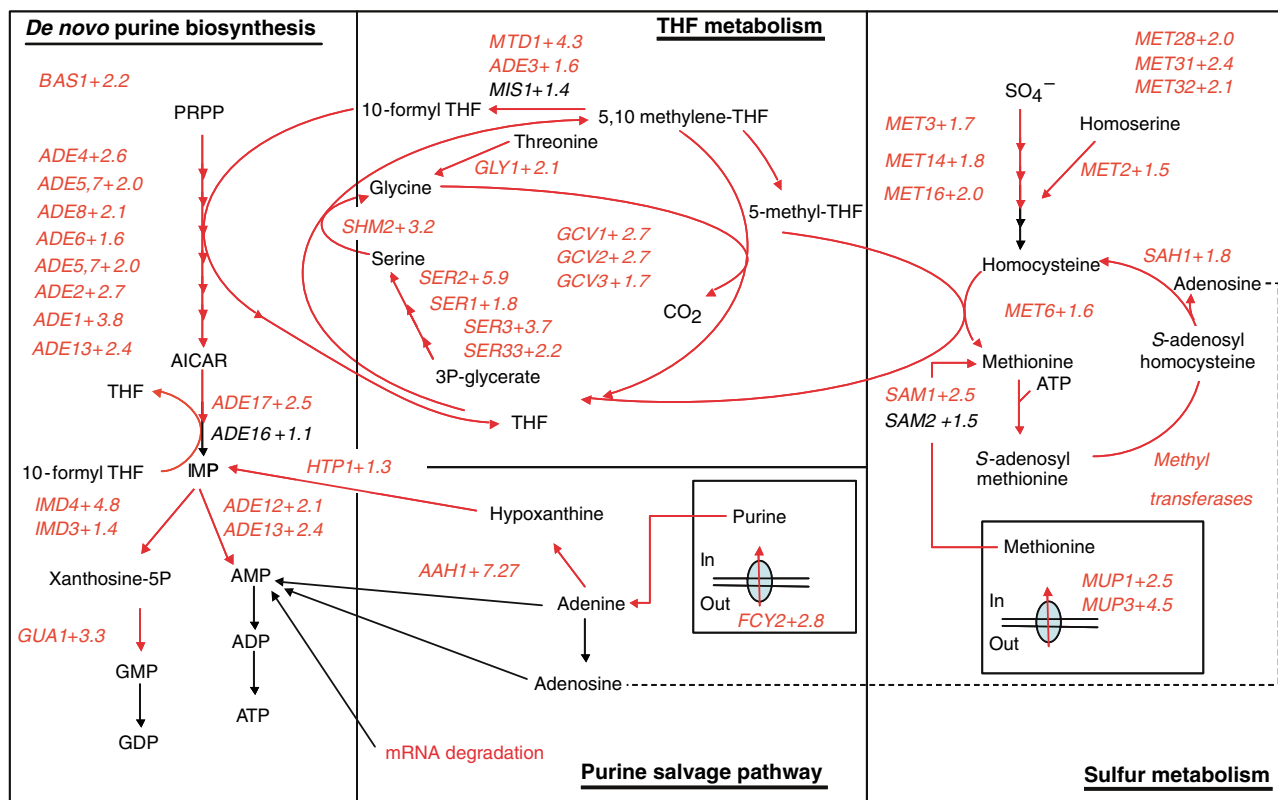 De novo purine biosynthesis
BAS1+2.2
PRPP
ADE4+2.6
ADE5,7+2.0
ADE8+2.1
ADE6+1.6
ADE5,7+2.0
ADE2+2.7
ADE1+3.8
ADE13+2.4
AICAR
THF
ADE17+2.5
ADE16+1.1
10-formyl THF
IMP
IMD4+4.8
IMD3+1.4
ADE12+2.1
ADE13+2.4
Xanthosine-5P
AMP
GUA1+3.3
ADP
GMP
ATP
GDP
THF metabolism
MTD1+4.3
ADE3+1.6
MIS1+1.4
10-formyl THF
5,10 methylene-THF
Threonine
GLY1+2.1
Glycine
5-methyl-THF
SHM2+3.2
GCV1+2.7
GCV2+2.7
GCV3+1.7
Serine
SER2+5.9
SER1+1.8
CO2
SER3+3.7
SER33+2.2
3P-glycerate
THF
HTP1+1.3
Hypoxanthine
Purine
AAH1+7.27
In
Out
Adenine
FCY2+2.8
Adenosine
mRNA degradation
Purine salvage pathway
MET28+2.0
MET31+2.4
MET32+2.1
SO4−
MET3+1.7
Homoserine
MET14+1.8
MET2+1.5
MET16+2.0
Homocysteine
SAH1+1.8
Adenosine
MET6+1.6
Methionine
S-adenosyl
homocysteine
ATP
SAM1+2.5
SAM2+1.5
S-adenosyl
methionine
Methyl
transferases
Methionine
In
Out
MUP1+2.5
MUP3+4.5
Sulfur metabolism